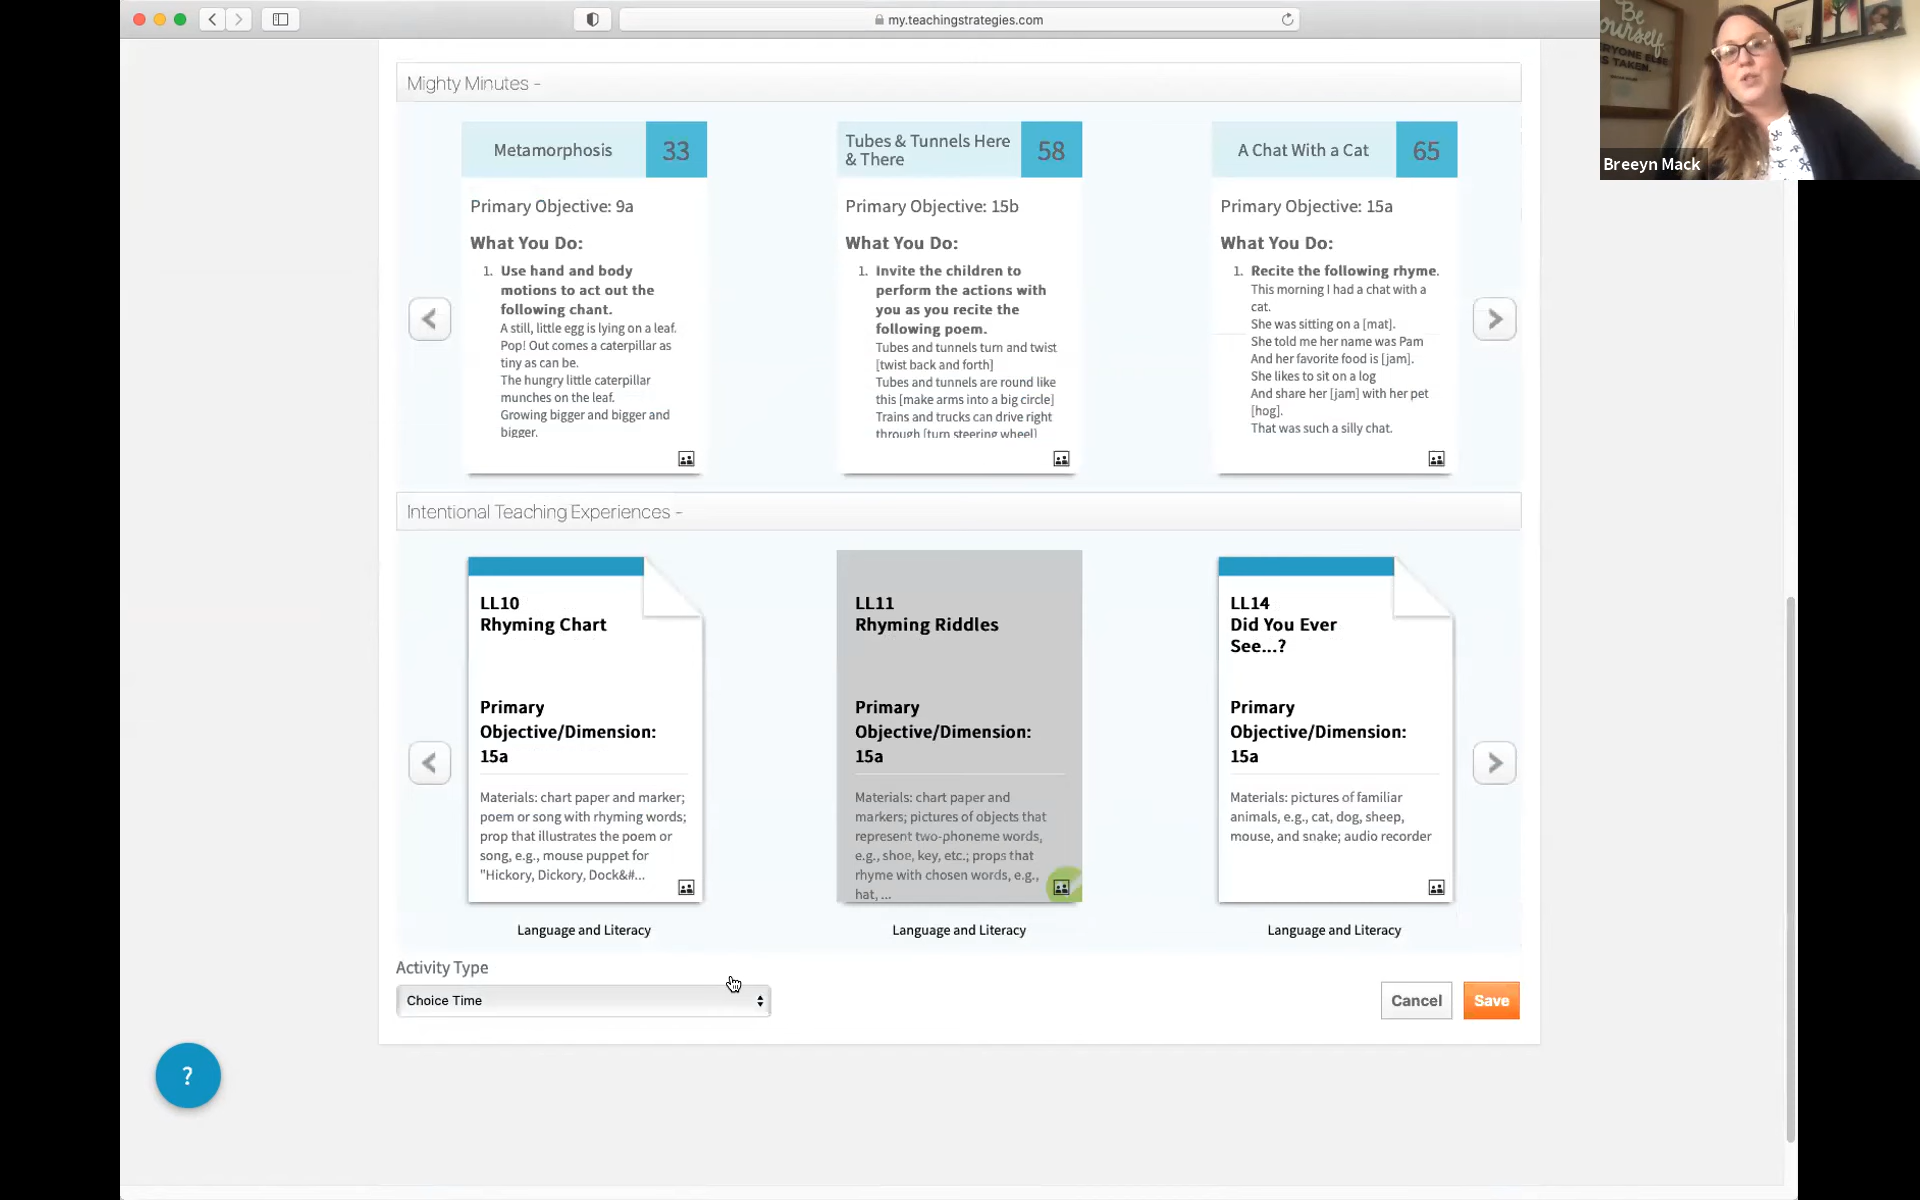 my.teachingstrategies.com
Be
yourself
EVERYONE ELSE
IS TAKEN.
Breeyn Mack
Mighty Minutes -
Metamorphosis 33
Primary Objective: 9a
What You Do:
1. Use hand and body
motions to act out the
following chant.
A still, little egg is lying on a leaf.
Pop! Out comes a caterpillar as
tiny as can be.
The hungry little caterpillar
munches on the leaf.
Growing bigger and bigger and
bigger.
Tubes & Tunnels Here
& There
58
Primary Objective: 15b
What You Do:
1. Invite the children to
perform the actions with
you as you recite the
following poem.
Tubes and tunnels turn and twist
[twist back and forth]
Tubes and tunnels are round like
this [make arms into a big circle]
Trains and trucks can drive right
through [turn steering wheel]
A Chat With a Cat 65
Primary Objective: 15a
What You Do:
1. Recite the following rhyme.
This morning I had a chat with a
cat.
She was sitting on a [mat].
She told me her name was Pam
And her favorite food is [jam].
She likes to sit on a log
And share her [jam] with her pet
[hog].
That was such a silly chat.
Intentional Teaching Experiences -
LL10
Rhyming Chart
Primary
Objective/Dimension:
15a
Materials: chart paper and marker;
poem or song with rhyming words;
prop that illustrates the poem or
song, e.g., mouse puppet for
"Hickory, Dickory, Dock&#...
Language and Literacy
LL11
Rhyming Riddles
Primary
Objective/Dimension:
15a
Materials: chart paper and
markers; pictures of objects that
represent two-phoneme words,
e.g., shoe, key, etc.; props that
rhyme with chosen words, e.g.,
hat, ...
Language and Literacy
LL14
Did You Ever
See...?
Primary
Objective/Dimension:
15a
Materials: pictures of familiar
animals, e.g., cat, dog, sheep,
mouse, and snake; audio recorder
Language and Literacy
Activity Type
Choice Time
Cancel
Save
?